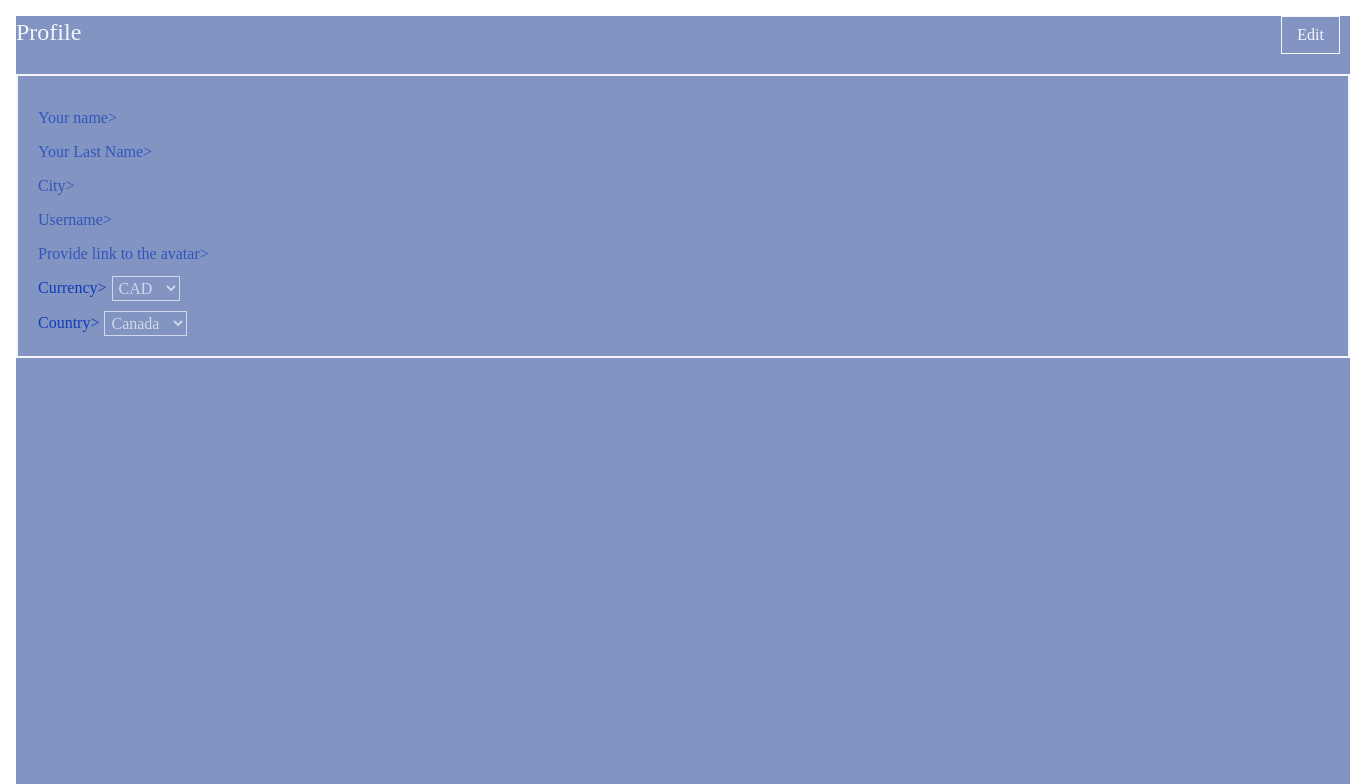 Profile
Edit
Your name>
Your Last Name>
City>
Username>
Provide link to the avatar>
Currency> CAD
Country> Canada